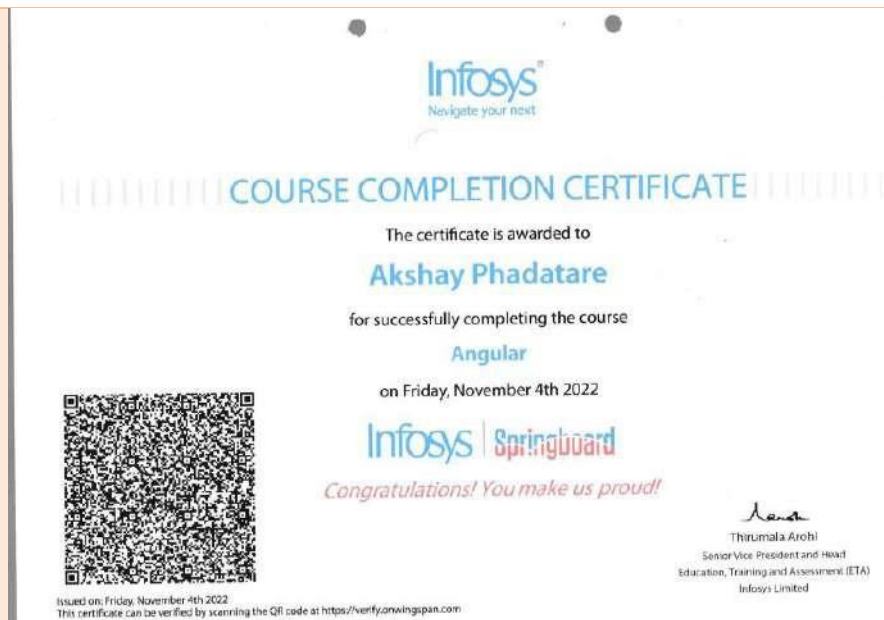 Infosys®
Navigate your next
COURSE COMPLETION CERTIFICATE
The certificate is awarded to
Akshay Phadatare
for successfully completing the course
Angular
on Friday, November 4th 2022
Infosys | Springboard
Congratulations! You make us proud!
Thirumala Arohi
Senior Vice President and Head
Education, Training and Assessment (ETA)
Infosys Limited
Issued on: Friday, November 4th 2022
This certificate can be verified by scanning the QR code at https://verify.onwingspan.com